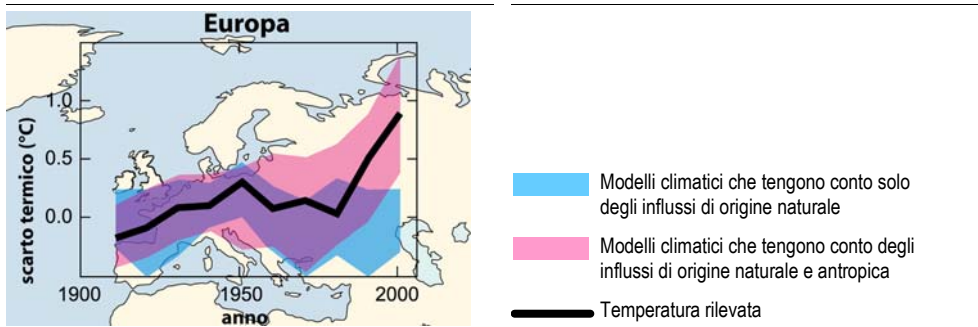 Europa
scarto termico (°C)
1.0
0.5
0.0
1900
1950
2000
anno
Modelli climatici che tengono conto solo
degli influssi di origine naturale
Modelli climatici che tengono conto degli
influssi di origine naturale e antropica
Temperatura rilevata